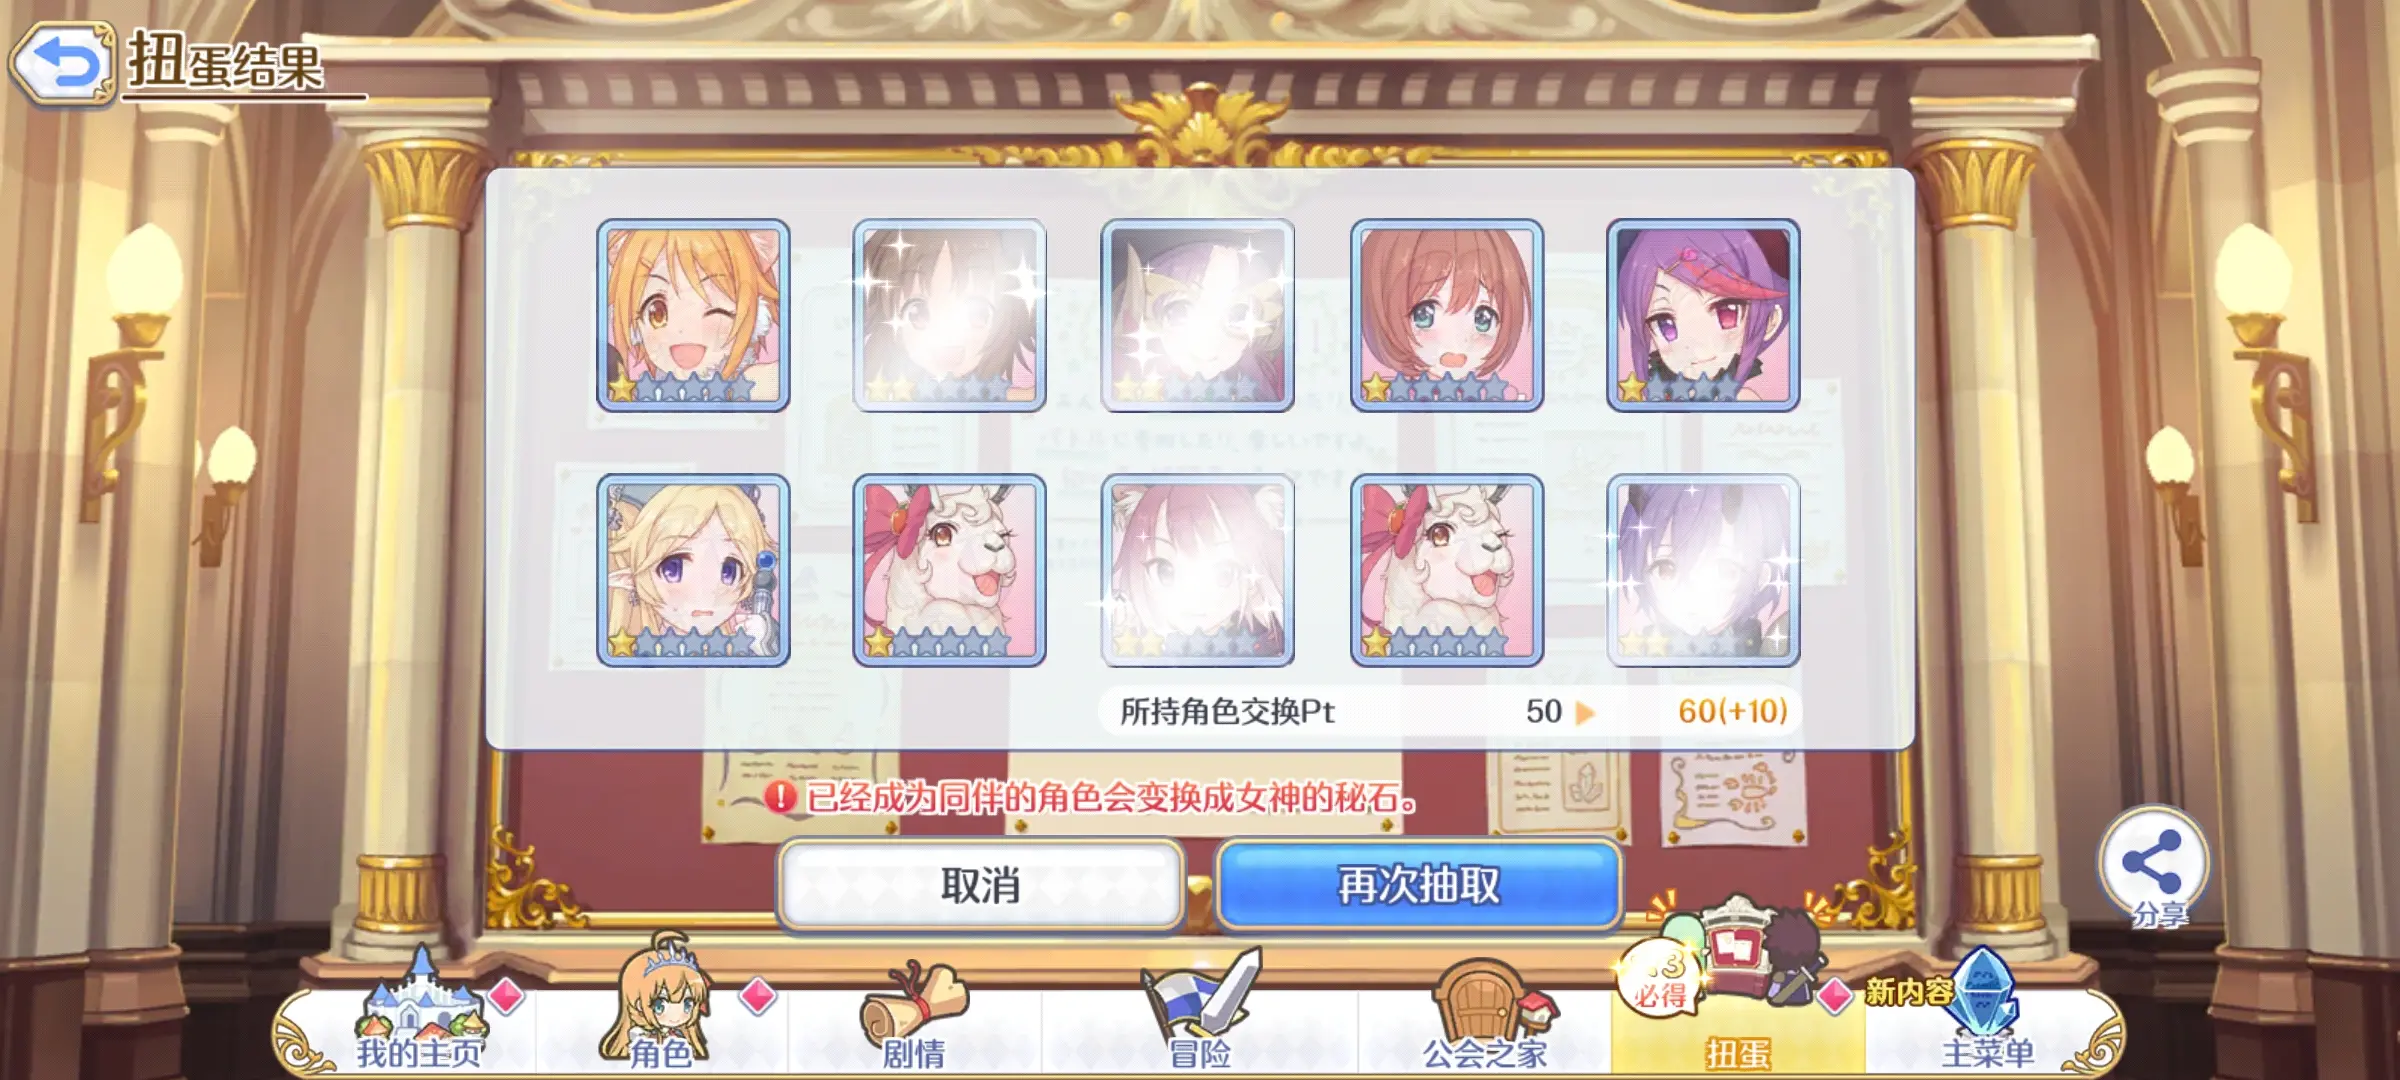 扭蛋结果
所持角色交换Pt 50 60(+10)
已经成为同伴的角色会变换成女神的秘石。
取消
再次抽取
分享
必得
新内容
我的主页
角色
剧情
冒险
公会之家
扭蛋
主菜单